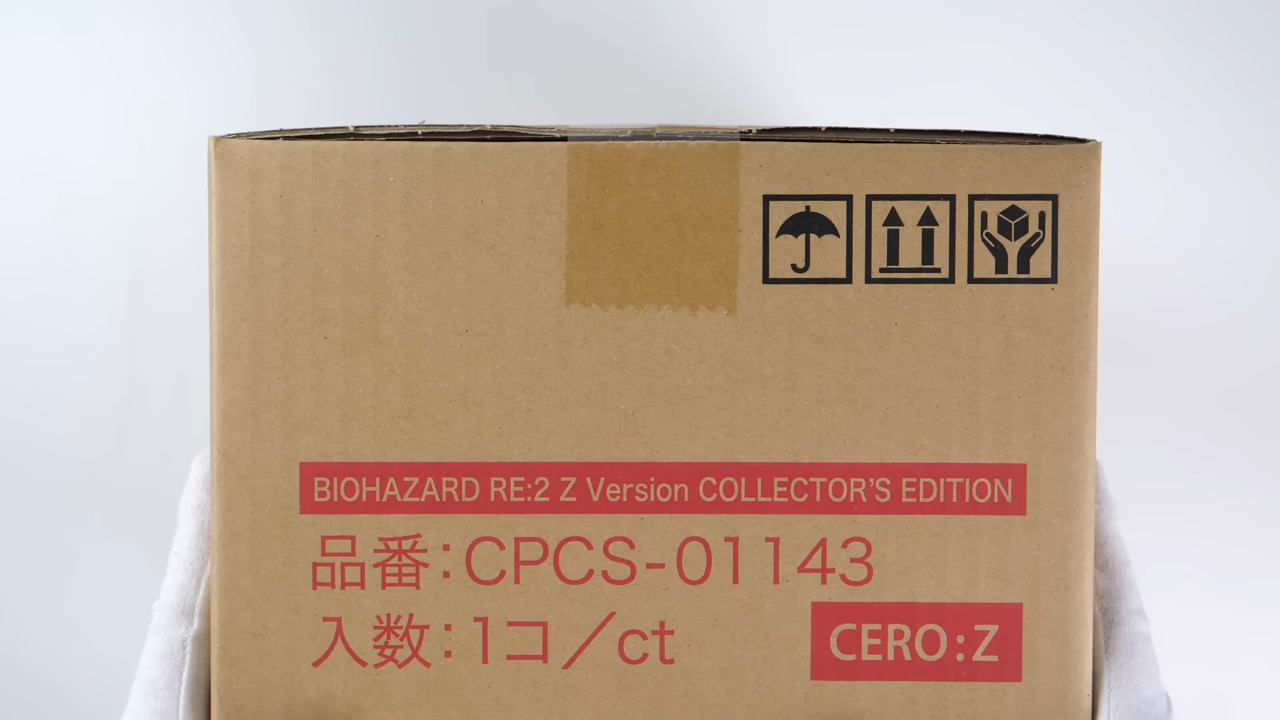 BIOHAZARD RE:2 Z Version COLLECTOR'S EDITION
品番：CPCS-01143
入数：1コ／ct
CERO:Z